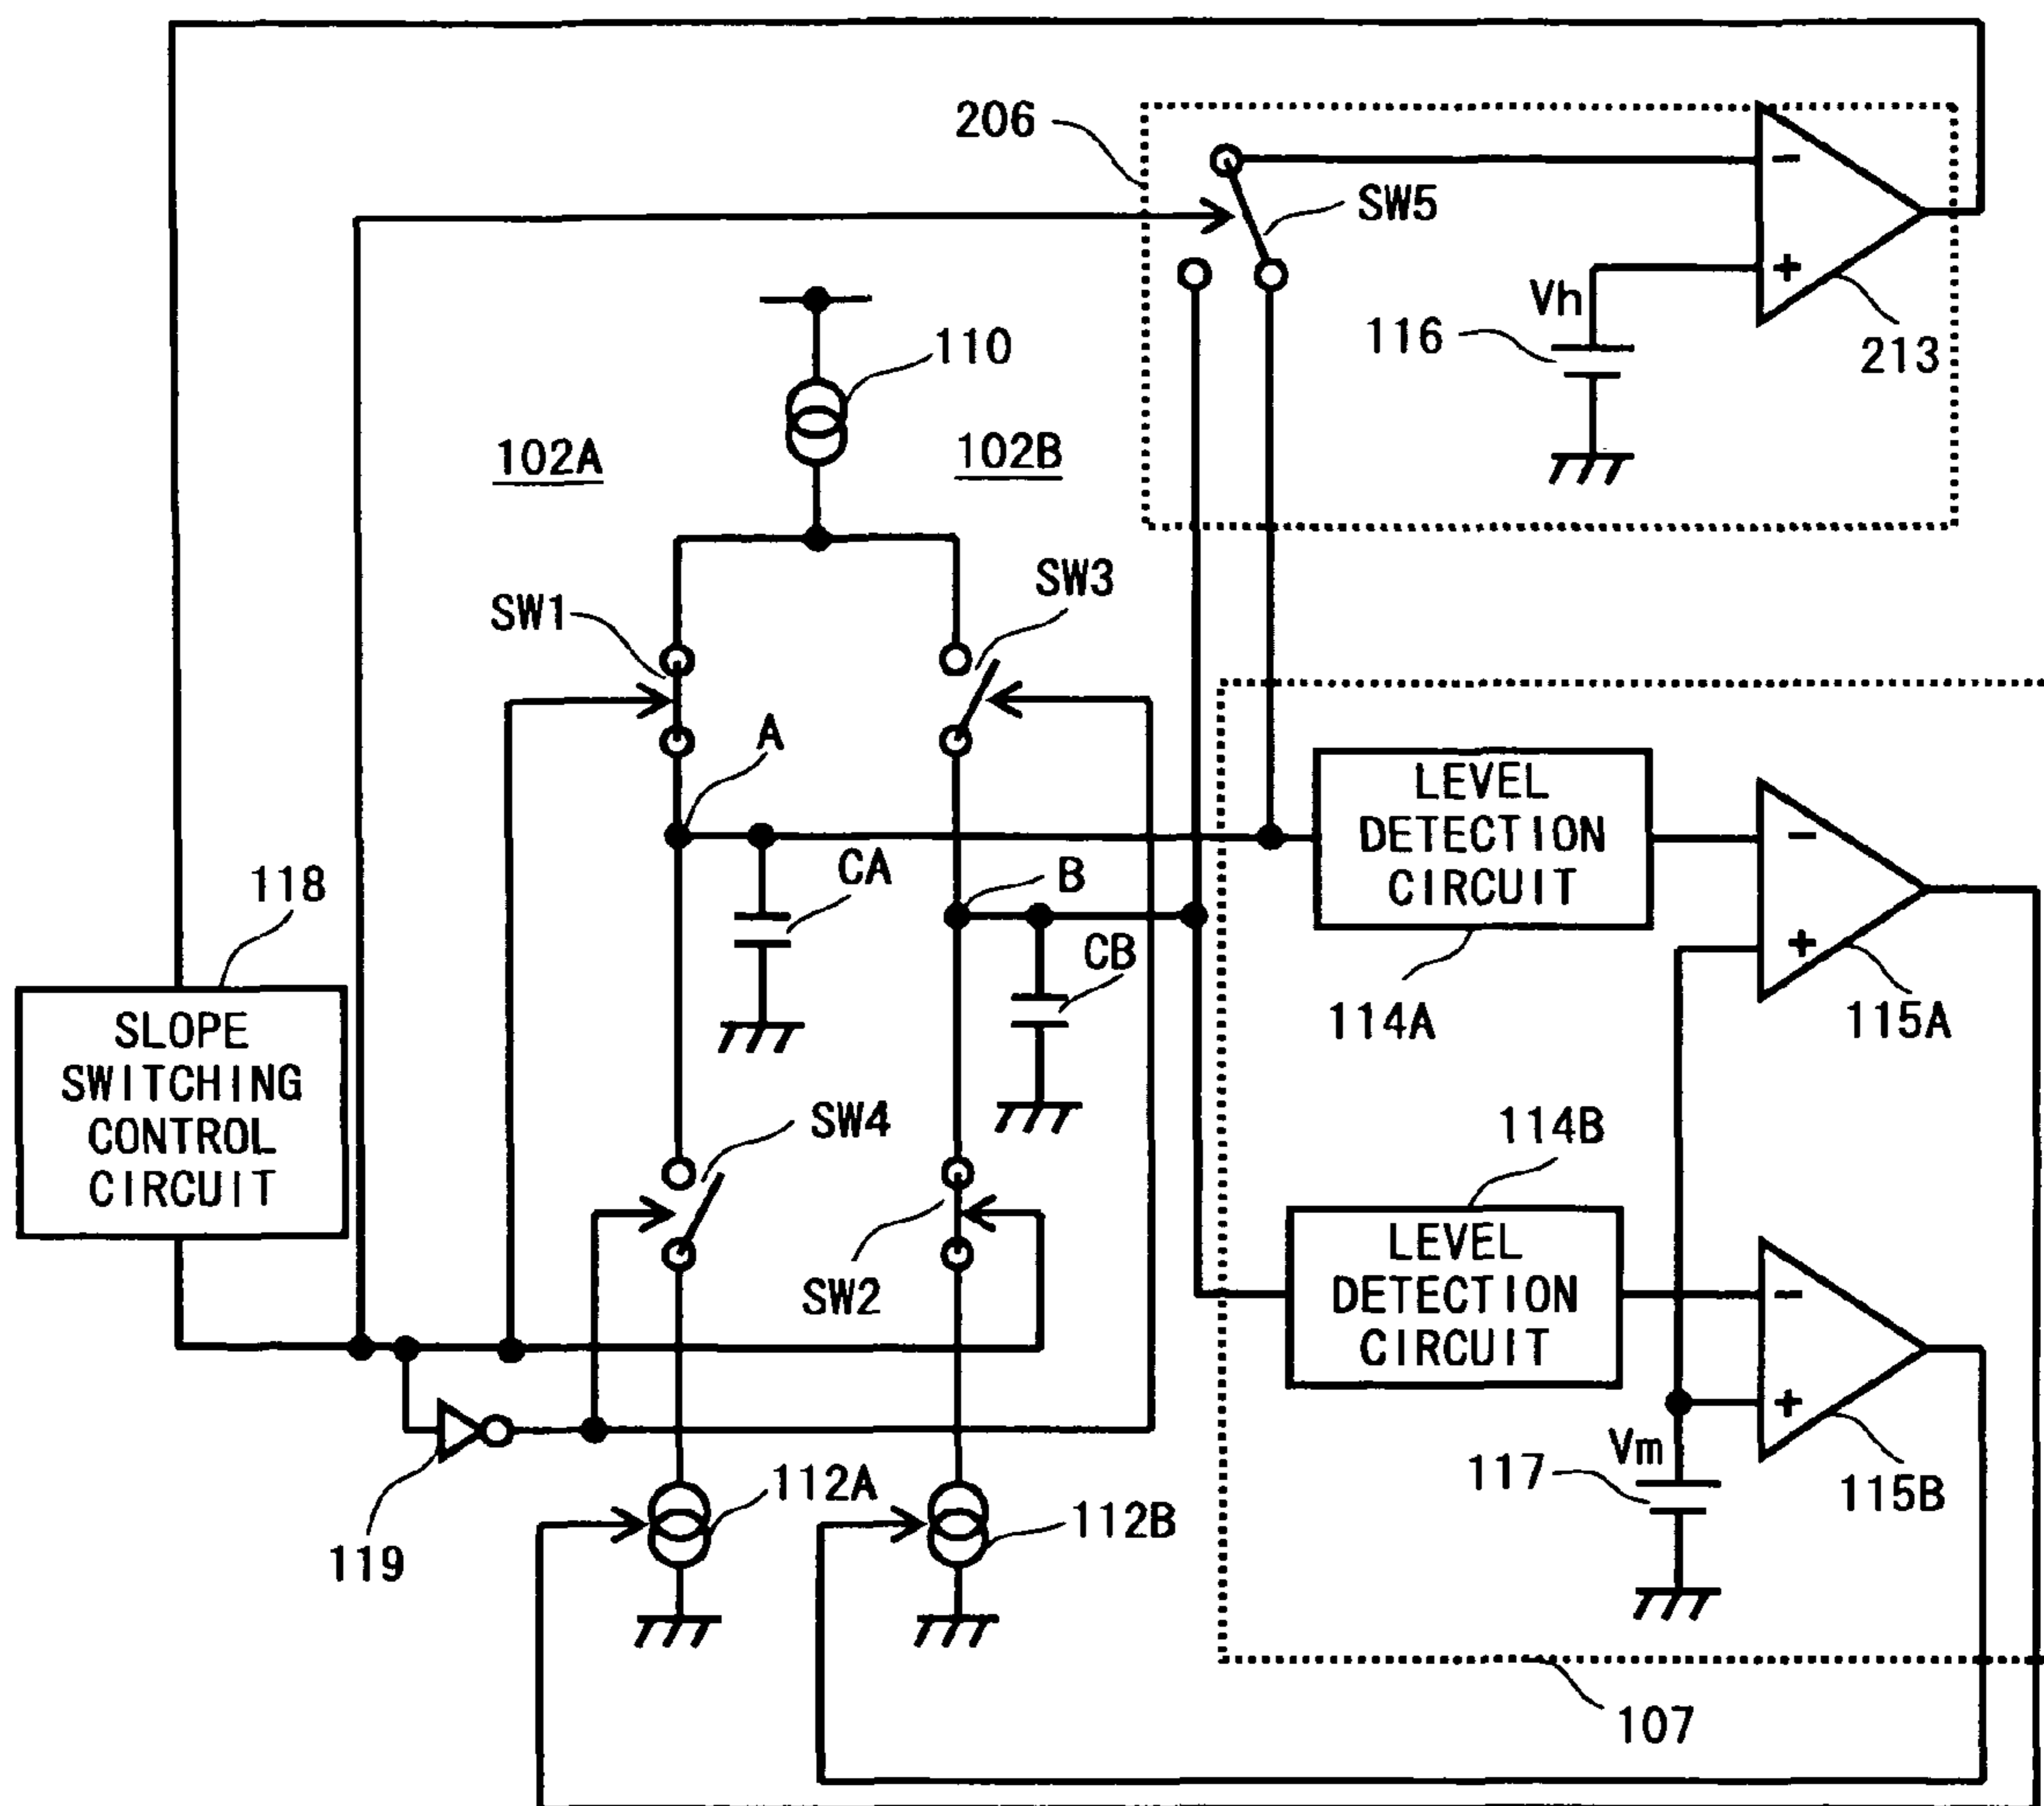 206
SW5
Vh
116
213
110
102A
102B
SW1
SW3
A
118
CA
B
CB
LEVEL
DETECTION
CIRCUIT
114A
115A
SLOPE
SWITCHING
CONTROL
CIRCUIT
SW4
SW2
114B
LEVEL
DETECTION
CIRCUIT
Vm
117
115B
119
112A
112B
107
−
+
−
+
−
+